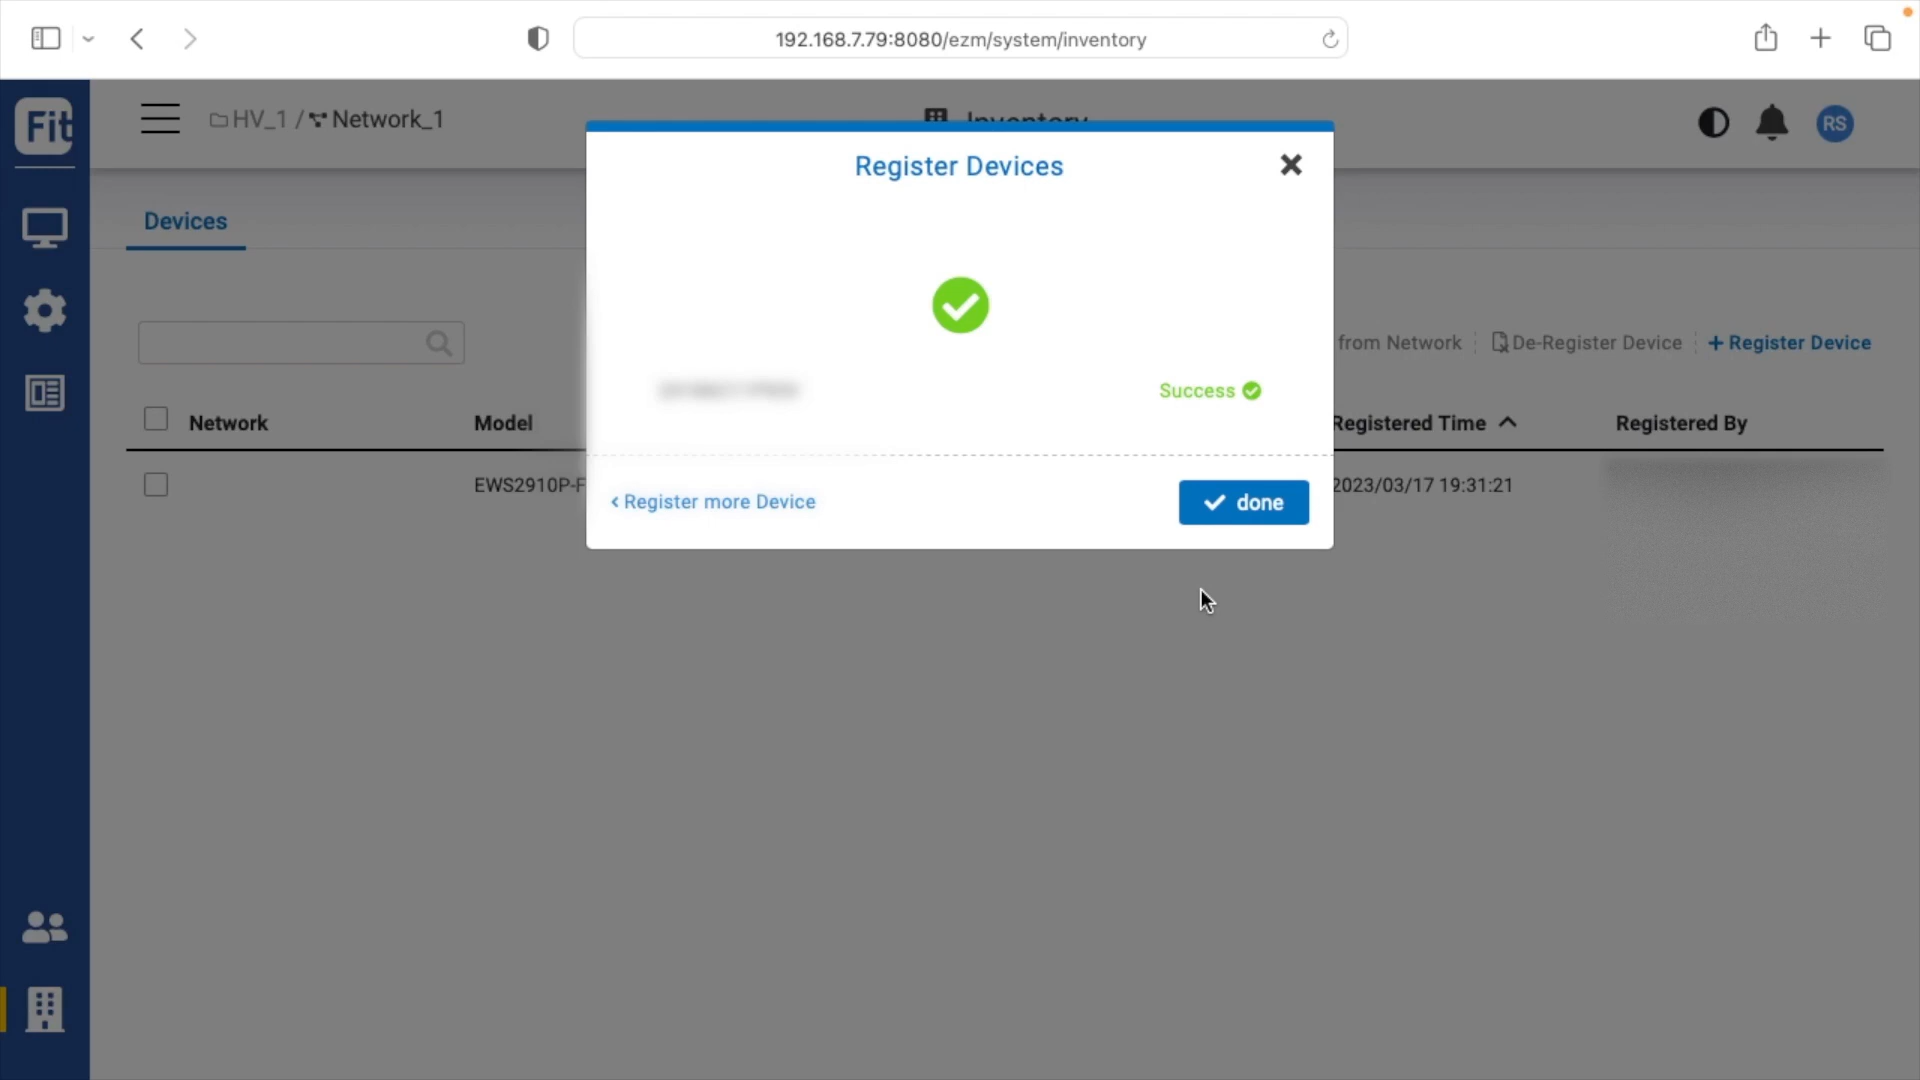 192.168.7.79:8080/ezm/system/inventory
Fit
HV_1 / Network_1
Inventory
RS
Register Devices
Devices
from Network
De-Register Device
+ Register Device
Success
Network
Model
Registered Time
Registered By
EWS2910P-F
2023/03/17 19:31:21
‹ Register more Device
done